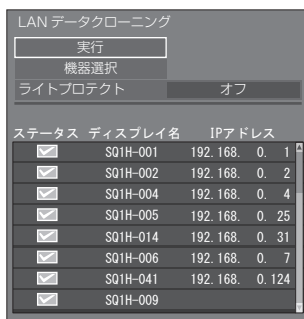 LAN データクローニング
実行
機器選択
ライトプロテクト オフ
ステータス ディスプレイ名 IPアドレス
SQ1H-001 192.168. 0. 1
SQ1H-002 192.168. 0. 2
SQ1H-004 192.168. 0. 4
SQ1H-005 192.168. 0. 25
SQ1H-014 192.168. 0. 31
SQ1H-006 192.168. 0. 7
SQ1H-041 192.168. 0.124
SQ1H-009